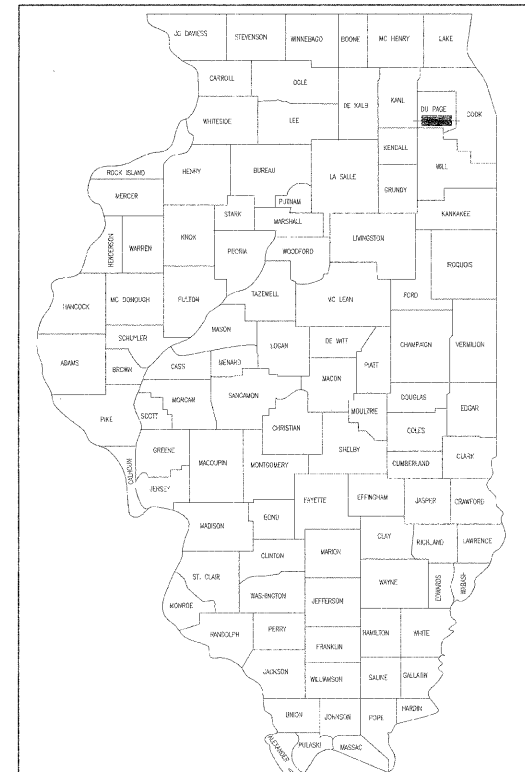 JO DAVIESS STEVENSON WINNEBAGO BOONE MC HENRY LAKE
CARROLL OGLE DE KALB KANE DU PAGE COOK
WHITESIDE LEE
KENDALL WILL
ROCK ISLAND HENRY BUREAU LA SALLE GRUNDY
MERCER PUTNAM KANKAKEE
STARK MARSHALL
HENDERSON WARREN KNOX PEORIA WOODFORD LIVINGSTON IROQUOIS
HANCOCK MC DONOUGH FULTON TAZEWELL MC LEAN FORD
MASON
SCHUYLER LOGAN DE WITT CHAMPAIGN VERMILION
ADAMS BROWN CASS MENARD PIATT
MACON
MORGAN SANGAMON DOUGLAS
PIKE SCOTT MOULTRIE EDGAR
CHRISTIAN COLES
GREENE SHELBY
CALHOUN MACOUPIN MONTGOMERY CUMBERLAND CLARK
JERSEY FAYETTE EFFINGHAM JASPER CRAWFORD
MADISON BOND
CLAY RICHLAND LAWRENCE
CLINTON MARION
ST. CLAIR WAYNE EDWARDS WABASH
MONROE WASHINGTON JEFFERSON
RANDOLPH PERRY HAMILTON WHITE
FRANKLIN
JACKSON WILLIAMSON SALINE GALLATIN
UNION JOHNSON POPE HARDIN
ALEXANDER PULASKI MASSAC